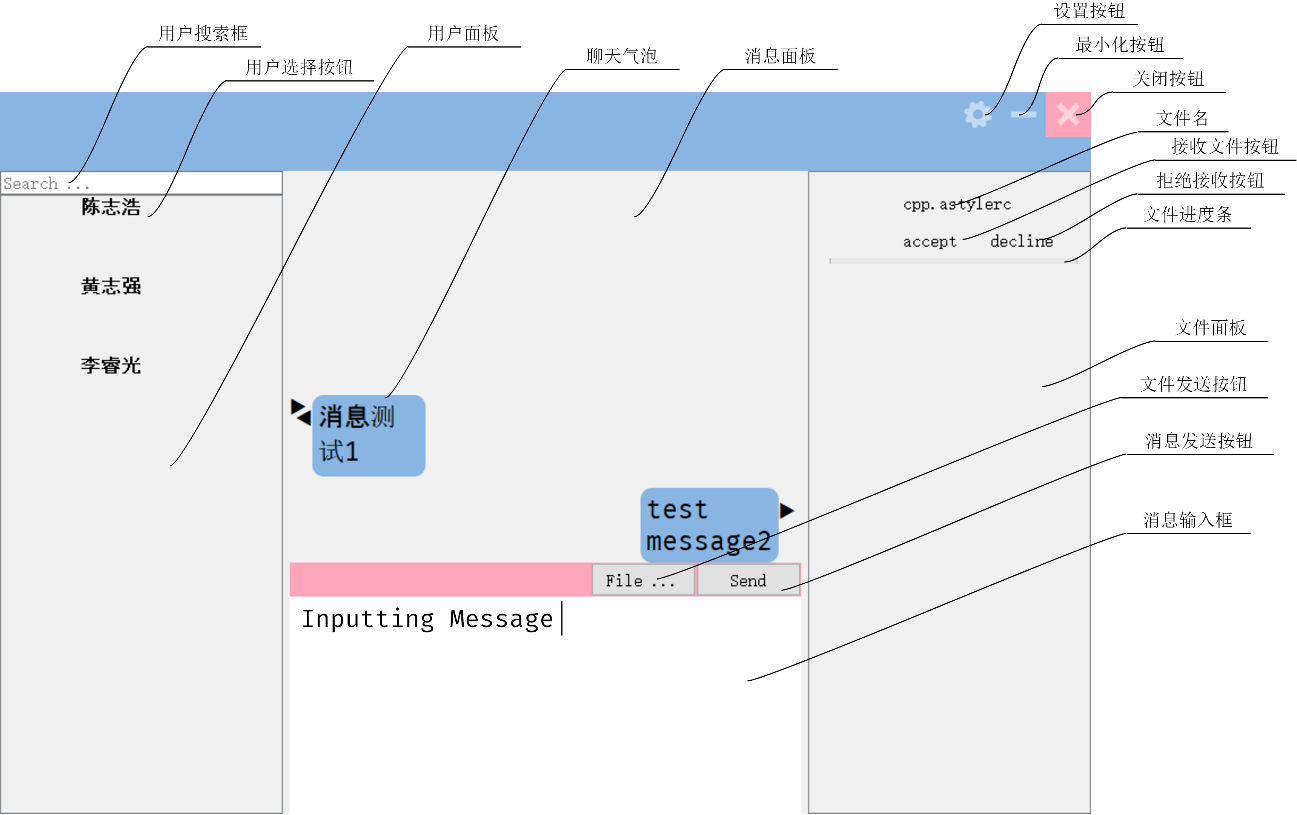 设置按钮
用户搜索框
用户面板
最小化按钮
聊天气泡
消息面板
用户选择按钮
关闭按钮
文件名
接收文件按钮
Search ...
拒绝接收按钮
陈志浩
cpp.astylerc
文件进度条
accept
decline
黄志强
文件面板
李睿光
文件发送按钮
消息测
试1
消息发送按钮
test
message2
消息输入框
File ...
Send
Inputting Message